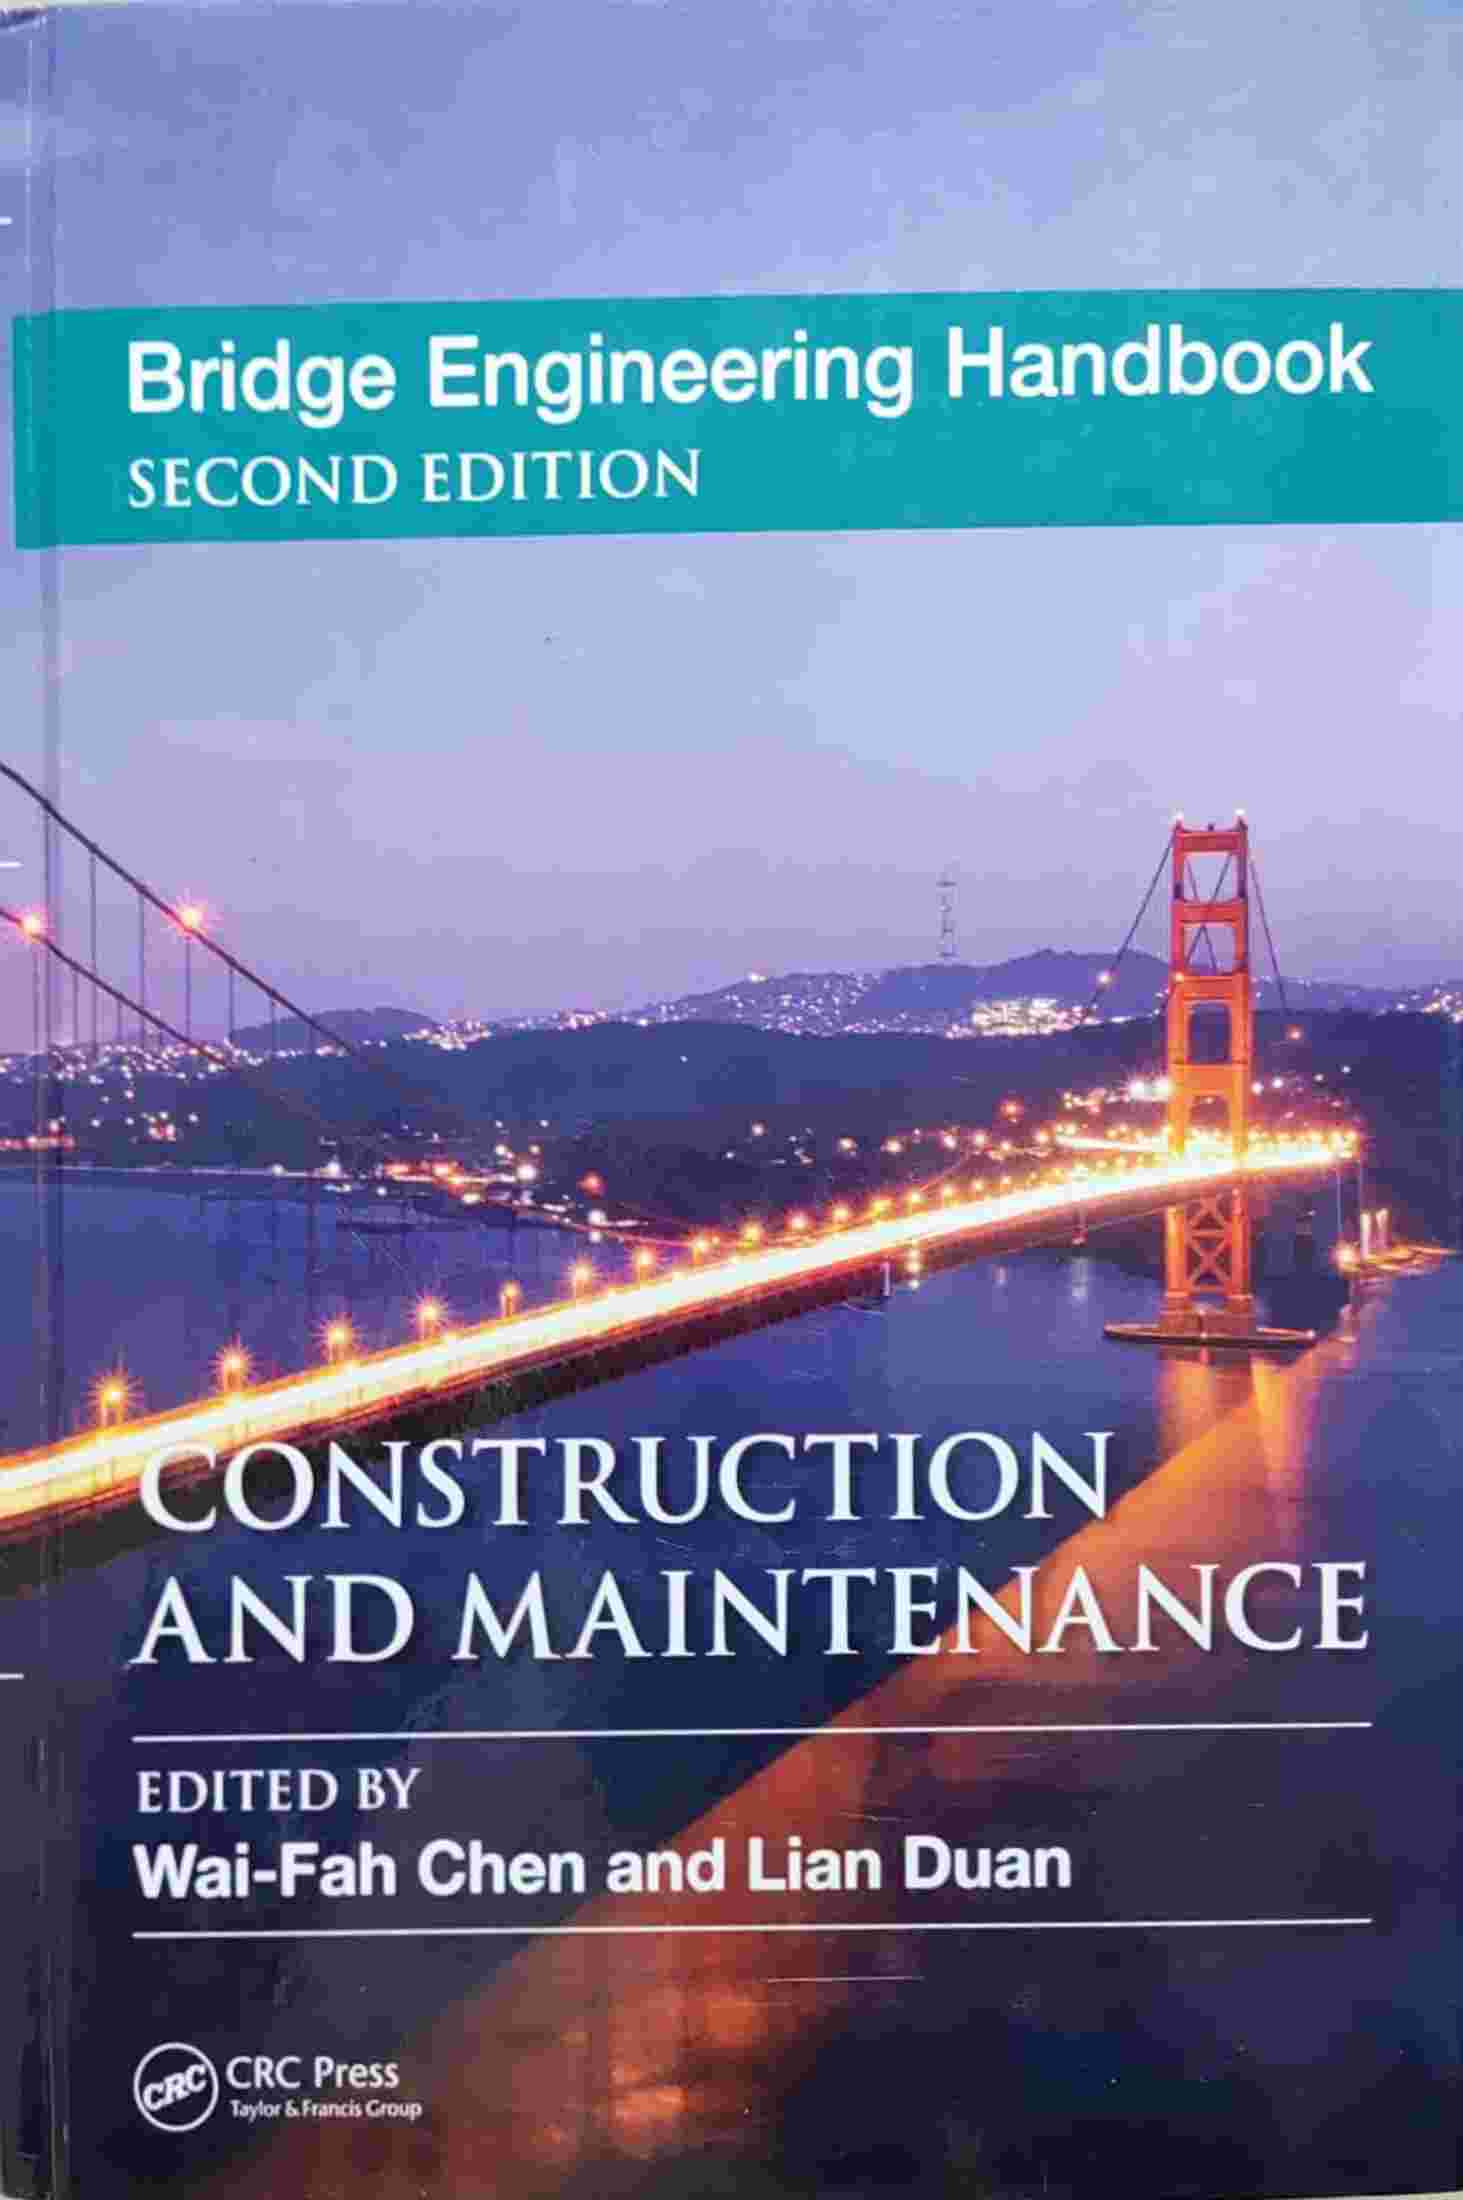 Bridge Engineering Handbook
SECOND EDITION
CONSTRUCTION
AND MAINTENANCE
EDITED BY
Wai-Fah Chen and Lian Duan
CRC
CRC Press
Taylor & Francis Group